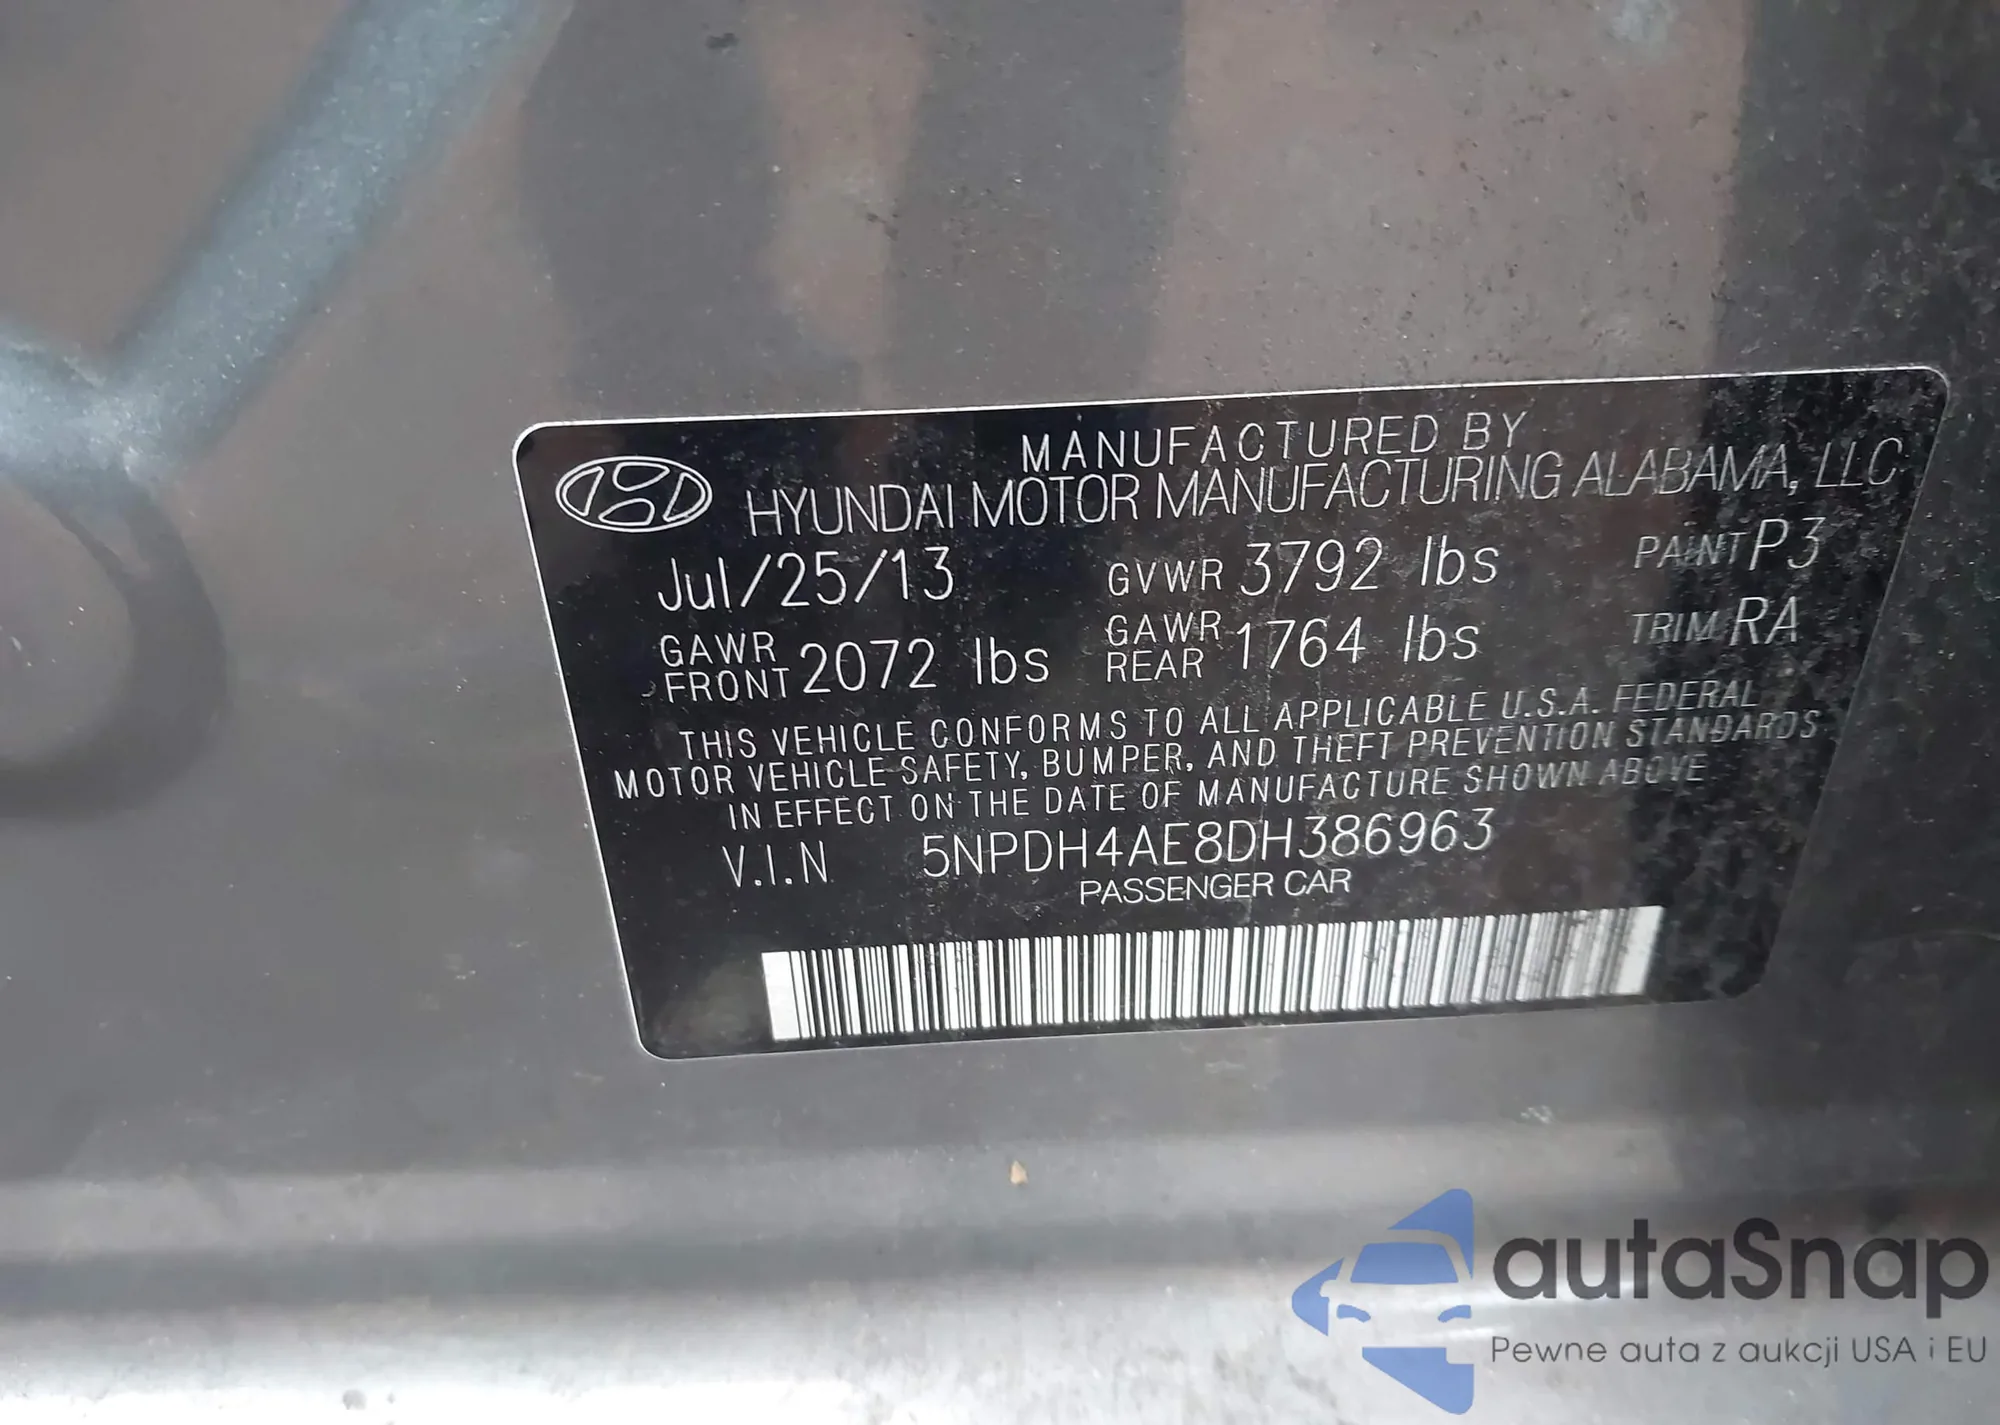 MANUFACTURED BY
HYUNDAI MOTOR MANUFACTURING ALABAMA, LLC
Jul/25/13 GVWR 3792 lbs PAINT P3
GAWR FRONT 2072 lbs GAWR REAR 1764 lbs TRIM RA
THIS VEHICLE CONFORMS TO ALL APPLICABLE U.S.A. FEDERAL
MOTOR VEHICLE SAFETY, BUMPER, AND THEFT PREVENTION STANDARDS
IN EFFECT ON THE DATE OF MANUFACTURE SHOWN ABOVE
V.I.N 5NPDH4AE8DH386963
PASSENGER CAR
autaSnap
Pewne auta z aukcji USA i EU